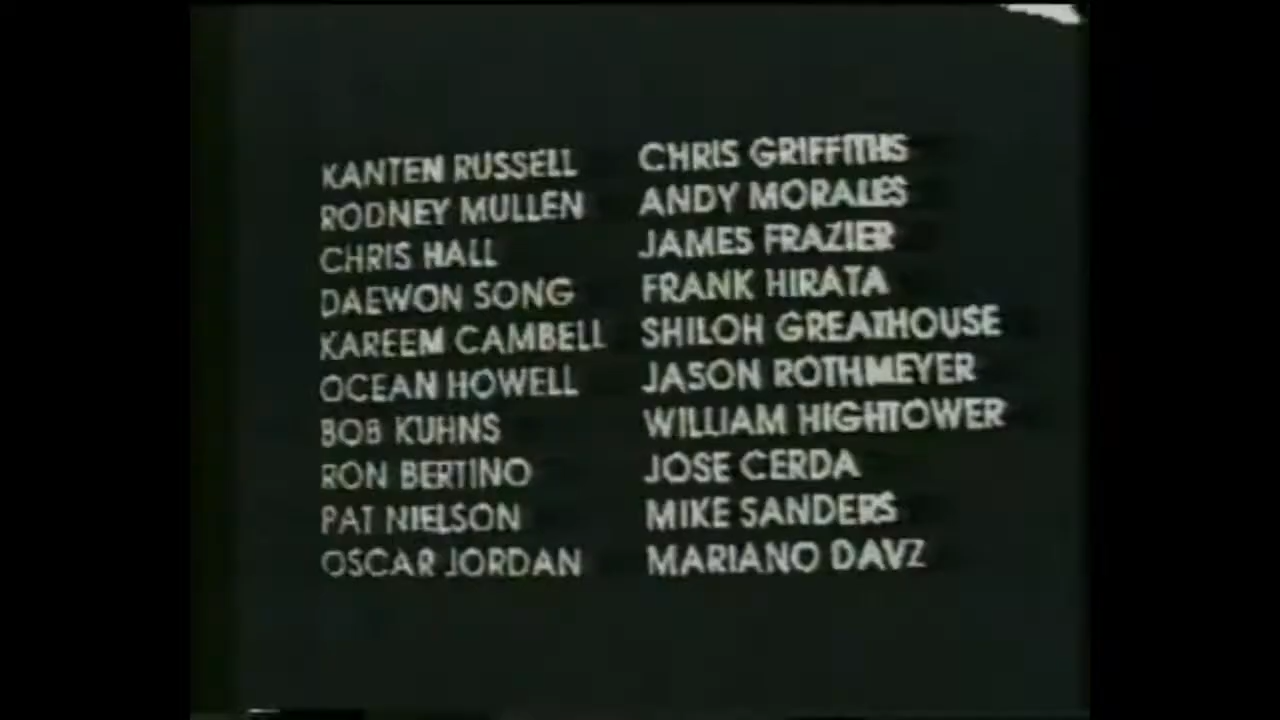 KANTEN RUSSELL
RODNEY MULLEN
CHRIS HALL
DAEWON SONG
KAREEM CAMBELL
OCEAN HOWELL
BOB KUHNS
RON BERTINO
PAT NIELSON
OSCAR JORDAN
CHRIS GRIFFITHS
ANDY MORALES
JAMES FRAZIER
FRANK HIRATA
SHILOH GREATHOUSE
JASON ROTHMEYER
WILLIAM HIGHTOWER
JOSE CERDA
MIKE SANDERS
MARIANO DAVZ